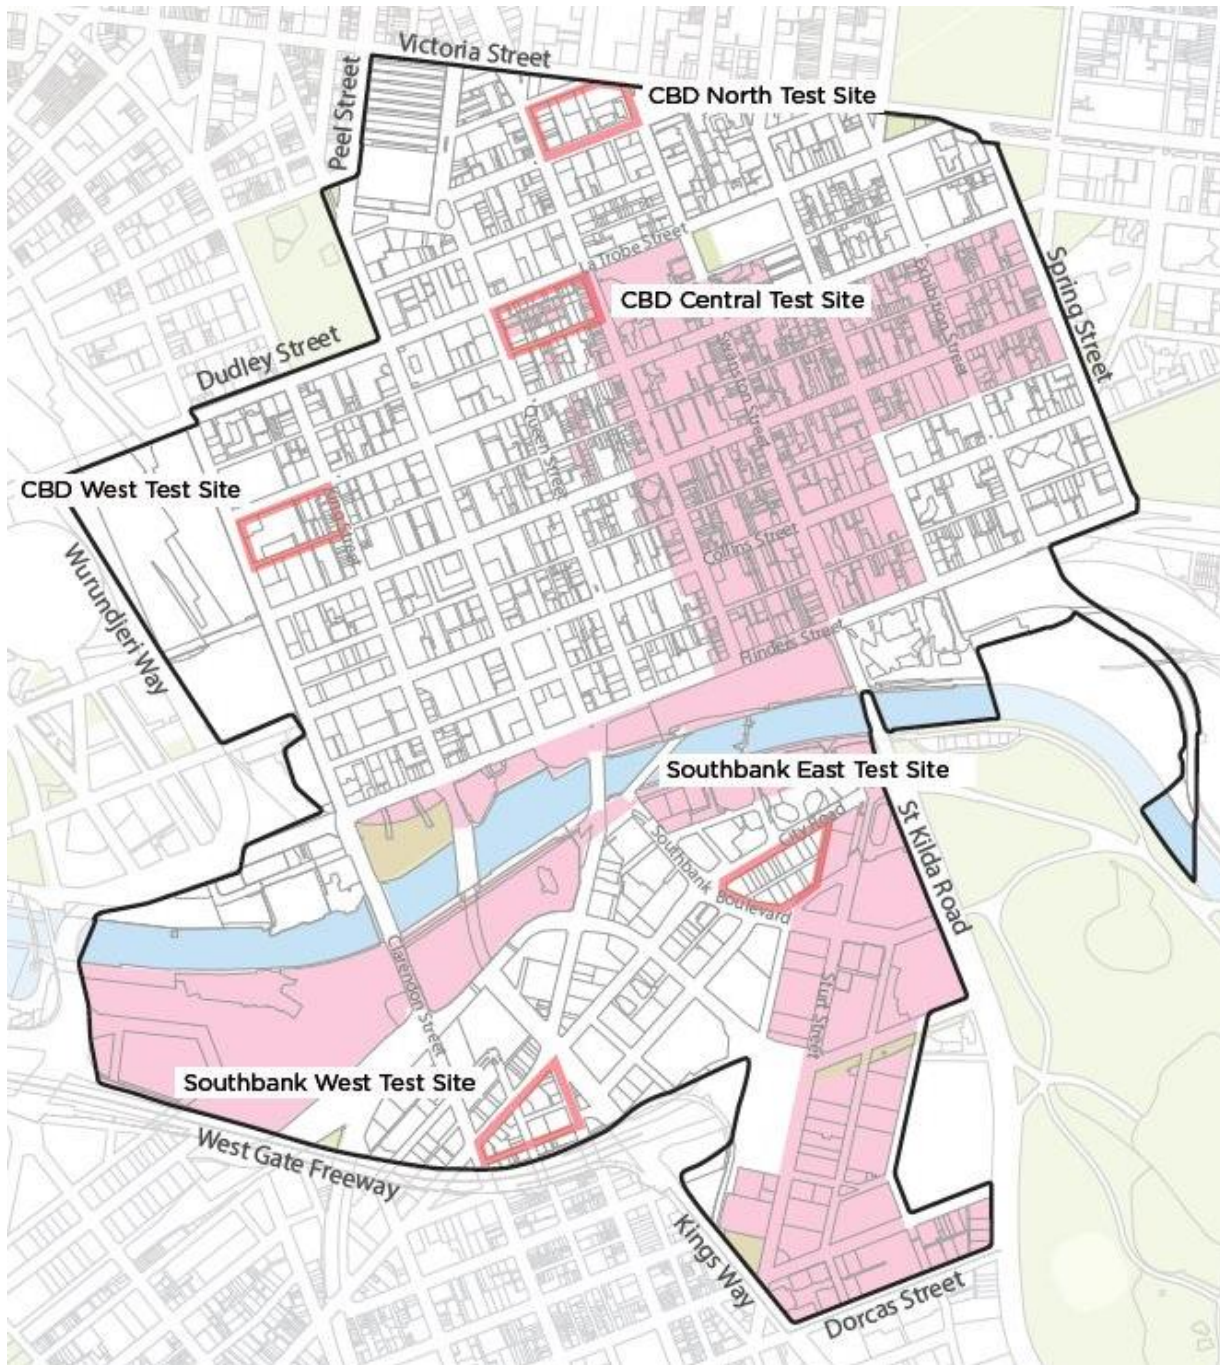 Victoria Street
Peel Street
CBD North Test Site
La Trobe Street
Spring Street
Exhibition Street
CBD Central Test Site
Swanston Street
Dudley Street
Queen Street
CBD West Test Site
King Street
Collins Street
Wurundjeri Way
Flinders Street
Southbank East Test Site
City Road
St Kilda Road
Southbank Boulevard
Clarendon Street
Sturt Street
Southbank West Test Site
West Gate Freeway
Kings Way
Dorcas Street